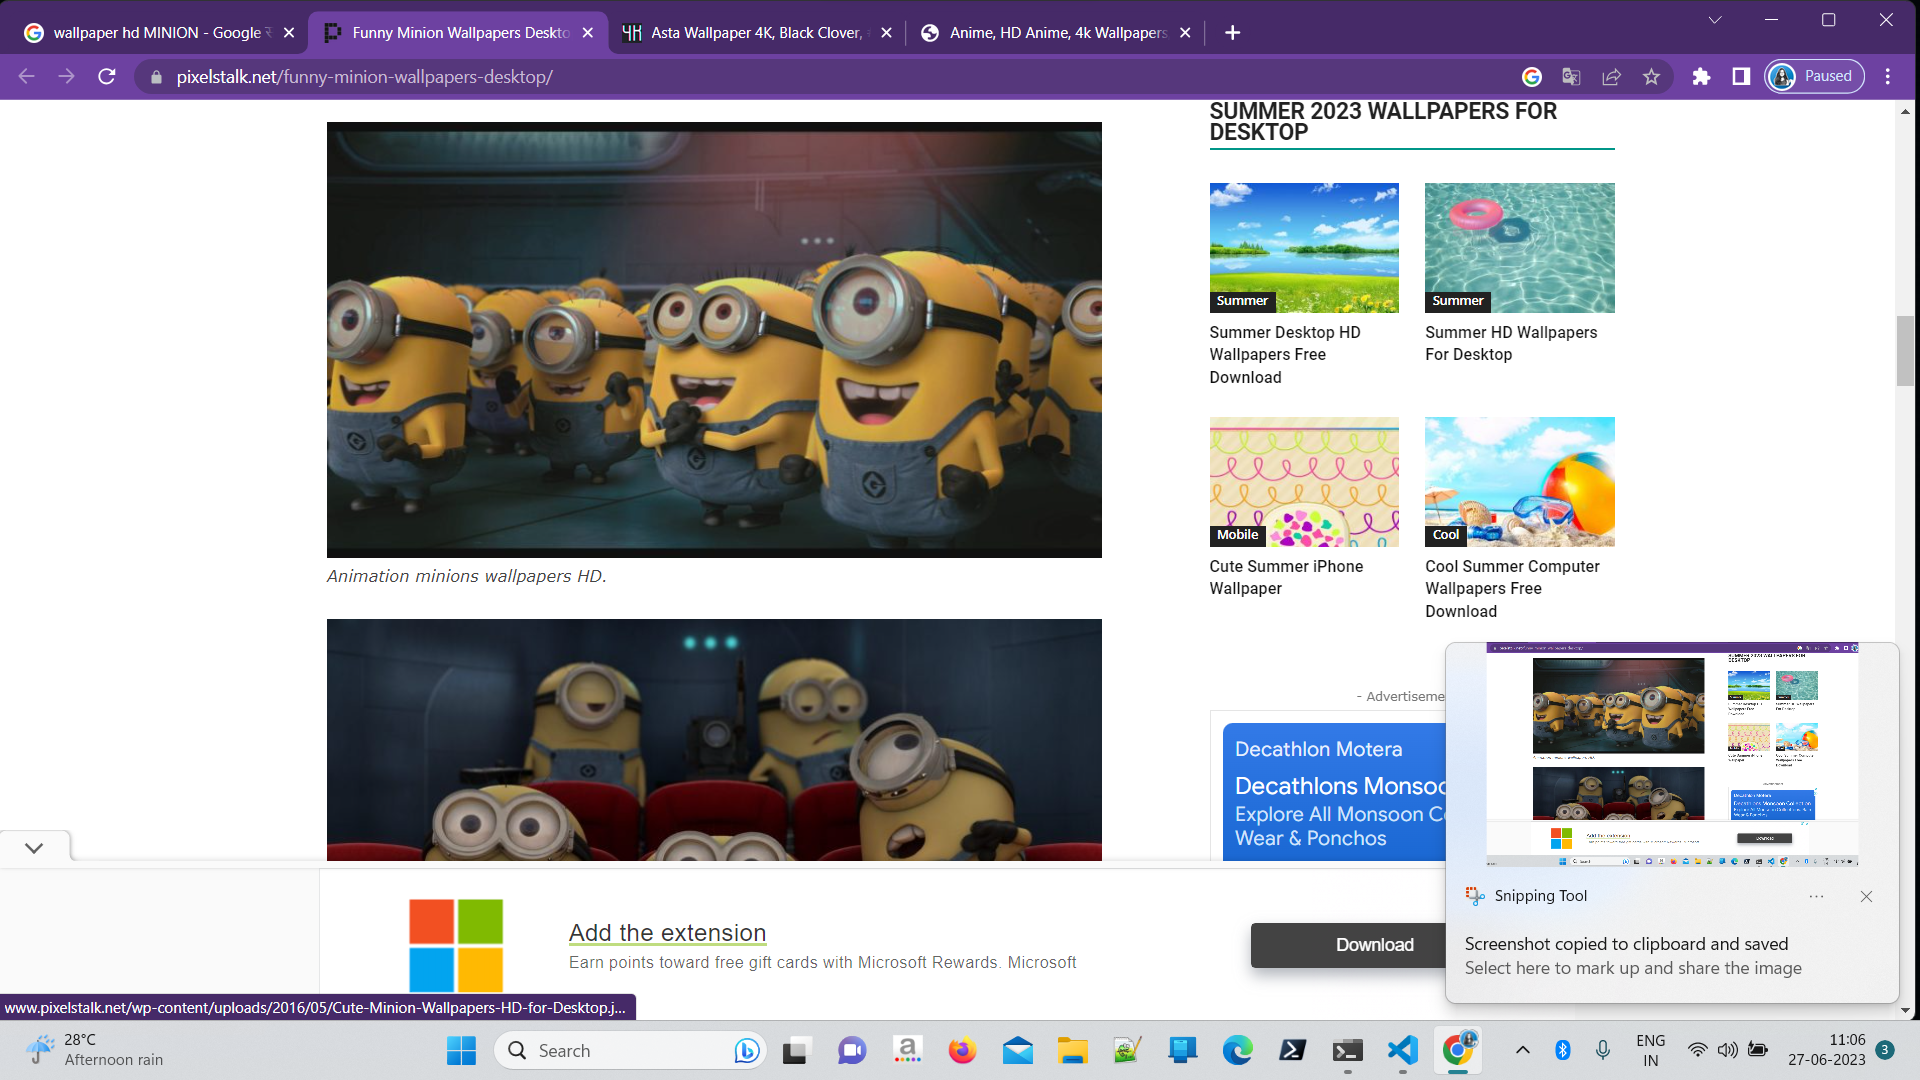 wallpaper hd MINION - Google
Funny Minion Wallpapers Deskto
Asta Wallpaper 4K, Black Clover,
Anime, HD Anime, 4k Wallpapers
pixelstalk.net/funny-minion-wallpapers-desktop/
Paused
SUMMER 2023 WALLPAPERS FOR
DESKTOP
Summer
Summer
Summer Desktop HD
Wallpapers Free
Download
Summer HD Wallpapers
For Desktop
Mobile
Cool
Cute Summer iPhone
Wallpaper
Cool Summer Computer
Wallpapers Free
Download
Animation minions wallpapers HD.
- Advertiseme
Decathlon Motera
Decathlons Monsoo
Explore All Monsoon C
Wear & Ponchos
Add the extension
Earn points toward free gift cards with Microsoft Rewards. Microsoft
Download
Snipping Tool
Screenshot copied to clipboard and saved
Select here to mark up and share the image
www.pixelstalk.net/wp-content/uploads/2016/05/Cute-Minion-Wallpapers-HD-for-Desktop.j...
28°C
Afternoon rain
Search
ENG
IN
11:06
27-06-2023
3